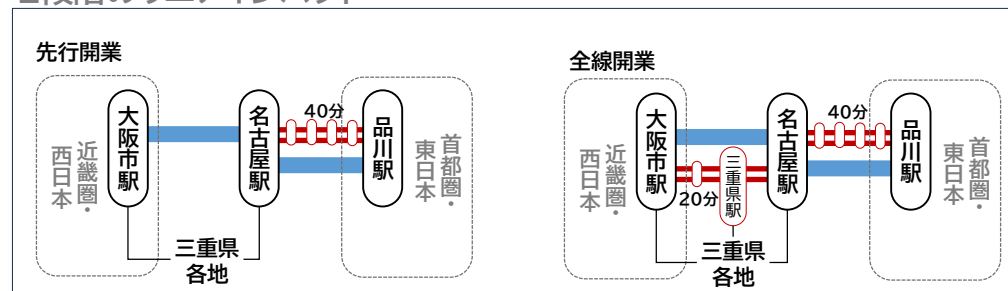 先行開業
大阪市駅
名古屋駅
40分
品川駅
近畿圏・
西日本
首都圏・
東日本
三重県
各地
全線開業
大阪市駅
名古屋駅
40分
品川駅
近畿圏・
西日本
20分
三重県駅
首都圏・
東日本
三重県
各地